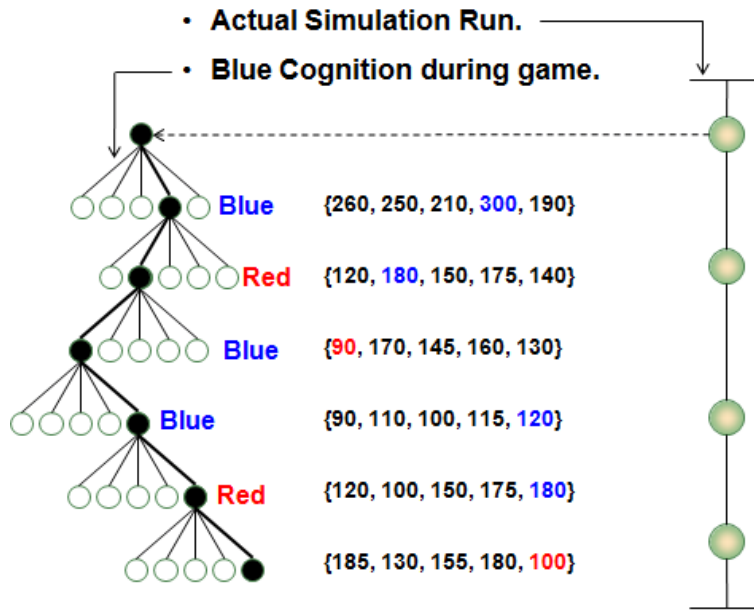 • Actual Simulation Run.
• Blue Cognition during game.
Blue {260, 250, 210, 300, 190}
Red {120, 180, 150, 175, 140}
Blue {90, 170, 145, 160, 130}
Blue {90, 110, 100, 115, 120}
Red {120, 100, 150, 175, 180}
{185, 130, 155, 180, 100}